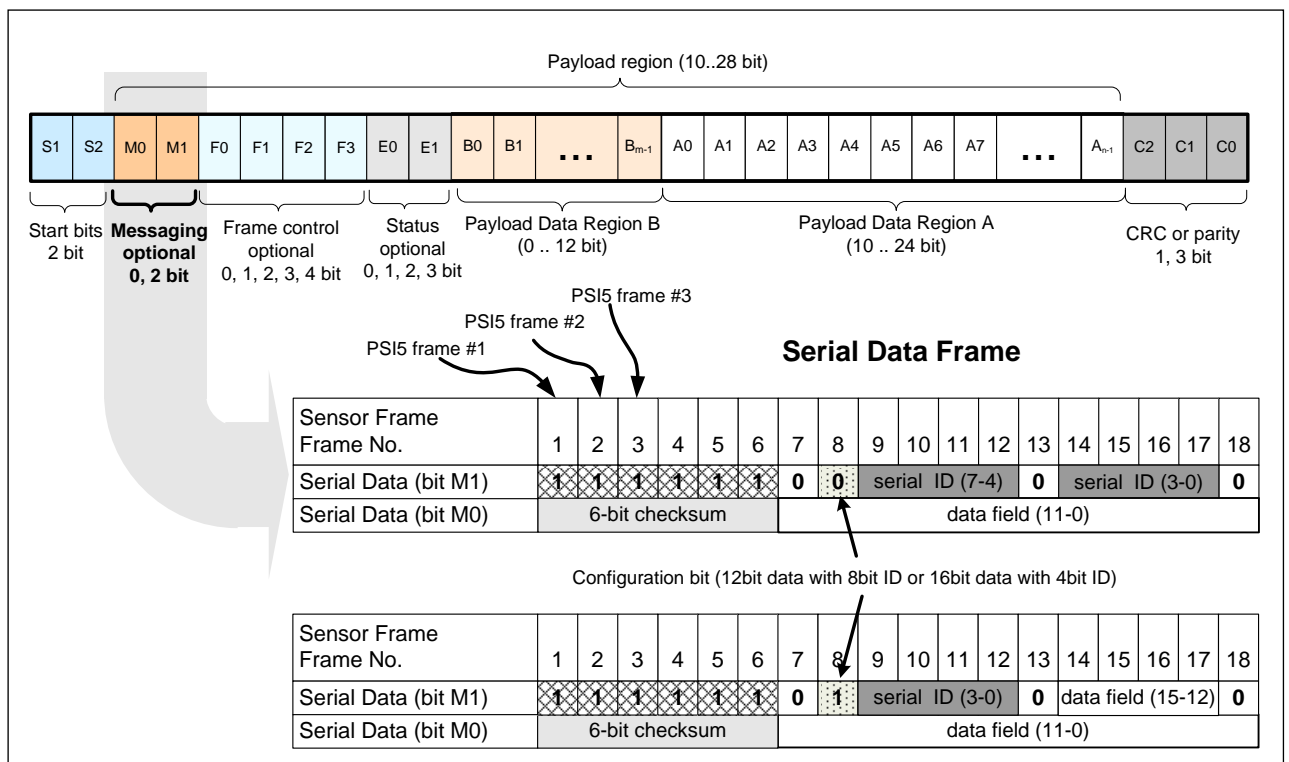 Payload region (10..28 bit)
S1 S2 M0 M1 F0 F1 F2 F3 E0 E1 B0 B1 ... Bm-1 A0 A1 A2 A3 A4 A5 A6 A7 ... An-1 C2 C1 C0
Start bits
2 bit
Messaging
optional
0, 2 bit
Frame control
optional
0, 1, 2, 3, 4 bit
Status
optional
0, 1, 2, 3 bit
Payload Data Region B
(0 .. 12 bit)
Payload Data Region A
(10 .. 24 bit)
CRC or parity
1, 3 bit
PSI5 frame #3
PSI5 frame #2
PSI5 frame #1
Serial Data Frame
Sensor Frame
Frame No. 1 2 3 4 5 6 7 8 9 10 11 12 13 14 15 16 17 18
Serial Data (bit M1) 1 1 1 1 1 1 0 0 serial ID (7-4) 0 serial ID (3-0) 0
Serial Data (bit M0) 6-bit checksum data field (11-0)
Configuration bit (12bit data with 8bit ID or 16bit data with 4bit ID)
Sensor Frame
Frame No. 1 2 3 4 5 6 7 8 9 10 11 12 13 14 15 16 17 18
Serial Data (bit M1) 1 1 1 1 1 1 0 1 serial ID (3-0) 0 data field (15-12) 0
Serial Data (bit M0) 6-bit checksum data field (11-0)